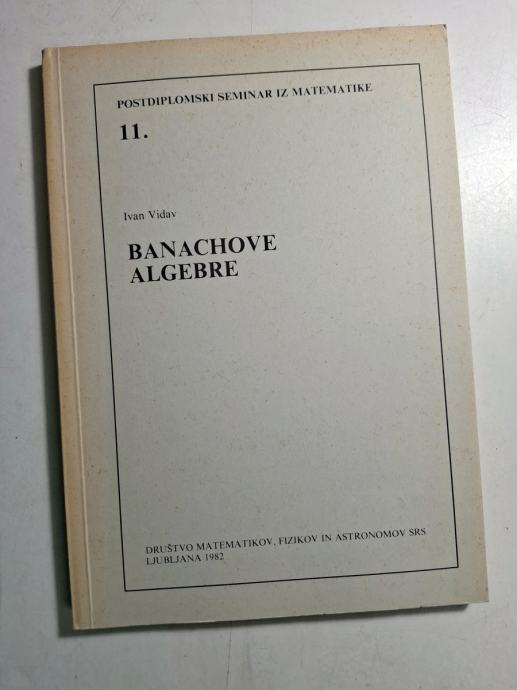 POSTDIPLOMSKI SEMINAR IZ MATEMATIKE
11.
Ivan Vidav
BANACHOVE
ALGEBRE
DRUŠTVO MATEMATIKOV, FIZIKOV IN ASTRONOMOV SRS
LJUBLJANA 1982